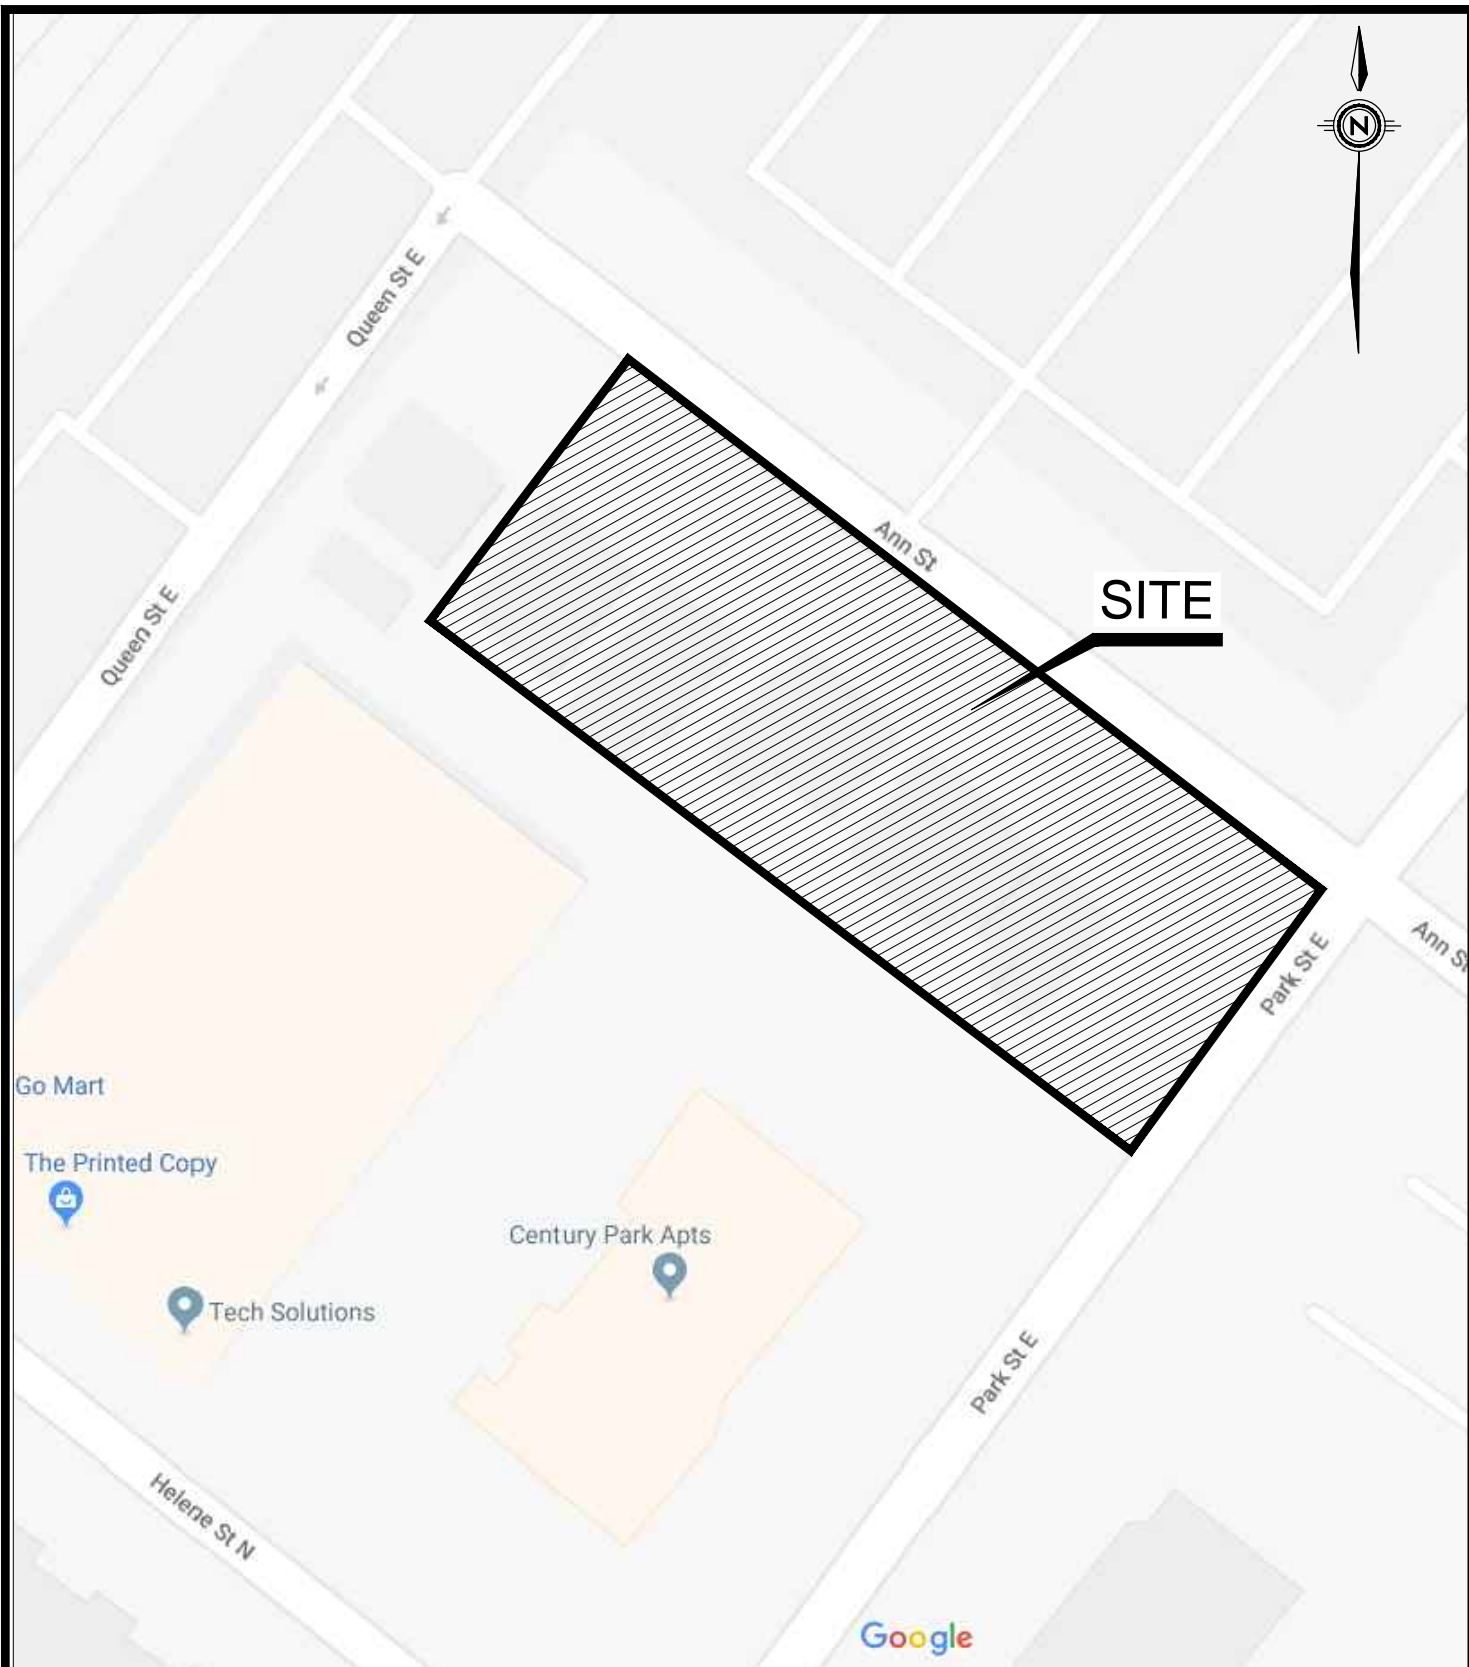 N
Queen St E
Ann St
SITE
Queen St E
Ann St
Park St E
Go Mart
The Printed Copy
Century Park Apts
Tech Solutions
Park St E
Helene St N
Google